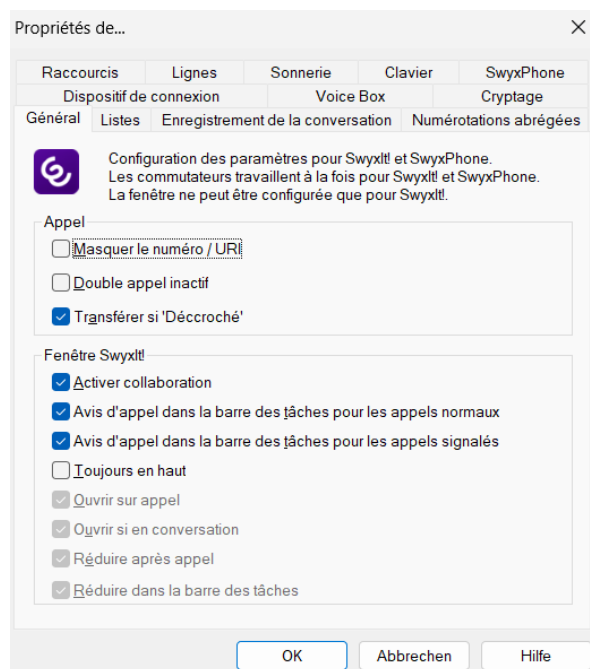 Propriétés de...
Raccourcis Lignes Sonnerie Clavier SwyxPhone
Dispositif de connexion Voice Box Cryptage
Général Listes Enregistrement de la conversation Numérotations abrégées
Configuration des paramètres pour SwyxIt! et SwyxPhone.
Les commutateurs travaillent à la fois pour SwyxIt! et SwyxPhone.
La fenêtre ne peut être configurée que pour SwyxIt!.
Appel
Masquer le numéro / URI
Double appel inactif
Transférer si 'Déccroché'
Fenêtre SwyxIt!
Activer collaboration
Avis d'appel dans la barre des tâches pour les appels normaux
Avis d'appel dans la barre des tâches pour les appels signalés
Toujours en haut
Ouvrir sur appel
Ouvrir si en conversation
Réduire après appel
Réduire dans la barre des tâches
OK Abbrechen Hilfe